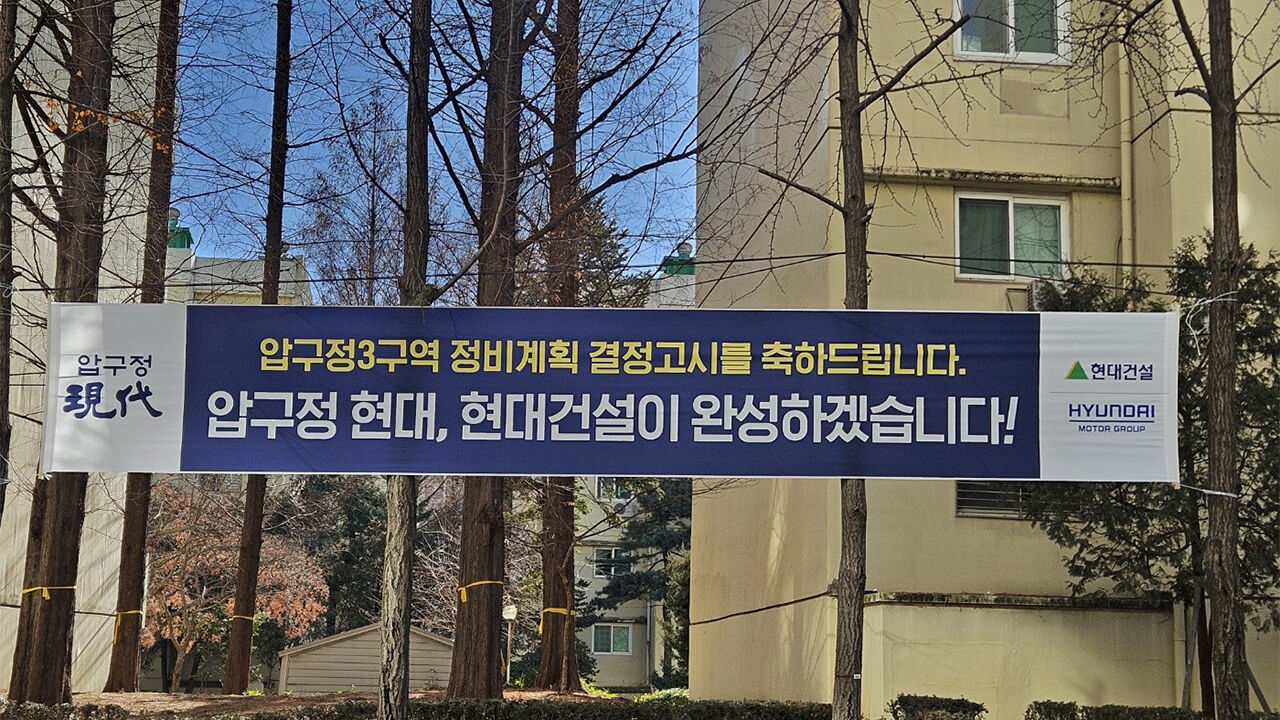 압구정
現代
압구정3구역 정비계획 결정고시를 축하드립니다.
압구정 현대, 현대건설이 완성하겠습니다!
현대건설
HYUNDAI
MOTOR GROUP